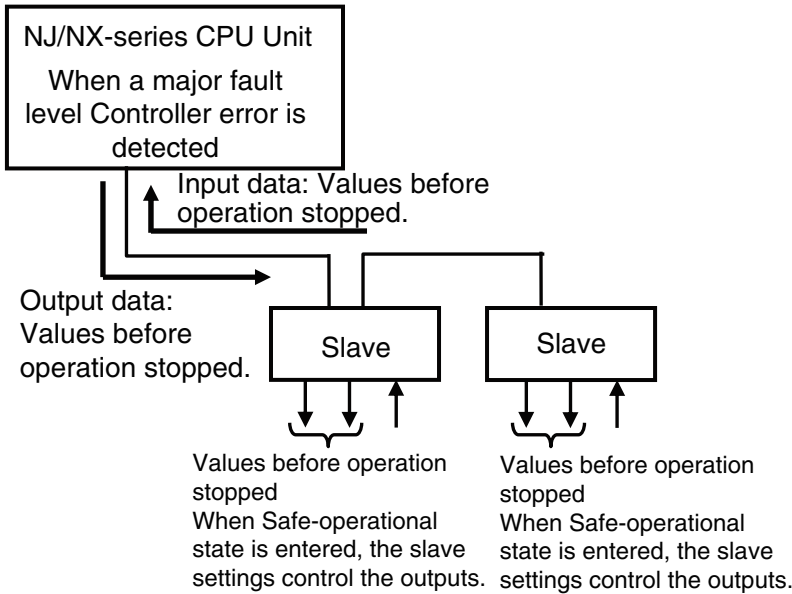 NJ/NX-series CPU Unit
When a major fault
level Controller error is
detected
Input data: Values before
operation stopped.
Output data:
Values before
operation stopped.
Slave
Slave
Values before operation
stopped
When Safe-operational
state is entered, the slave
settings control the outputs.
Values before operation
stopped
When Safe-operational
state is entered, the slave
settings control the outputs.